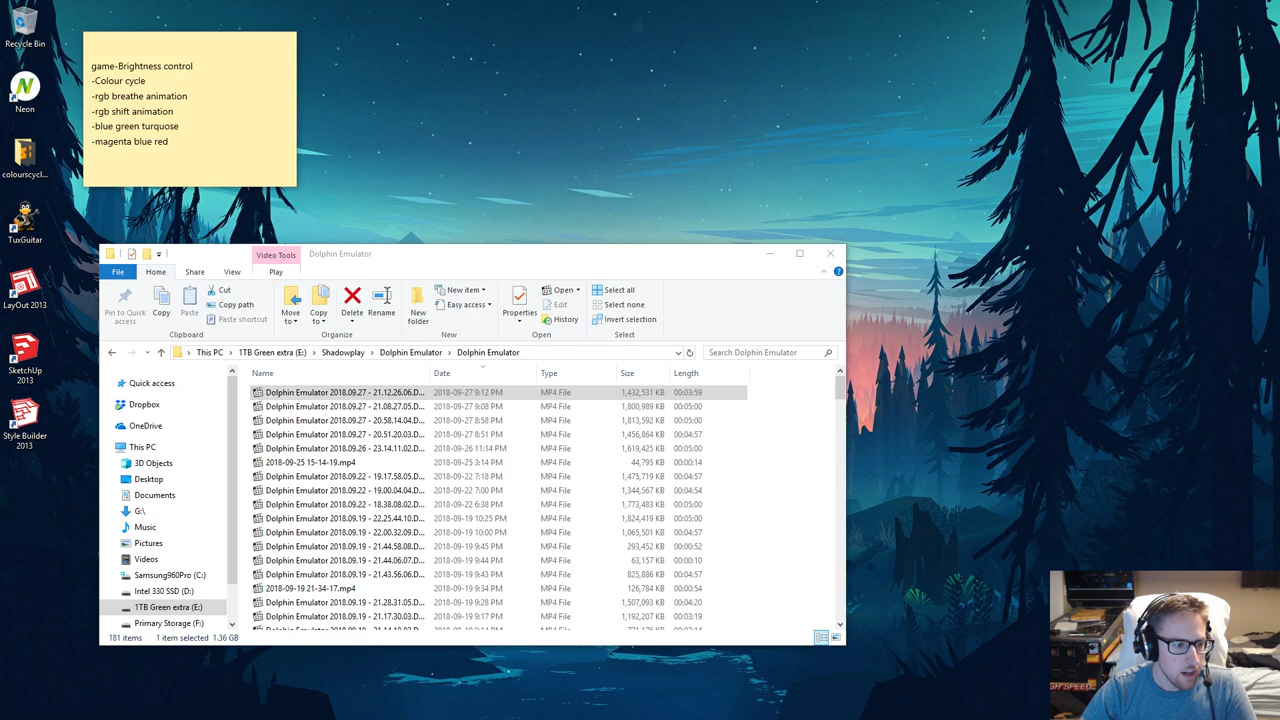 Recycle Bin
Neon
colourscycl...
TuxGuitar
LayOut 2013
SketchUp
2013
Style Builder
2013
game-Brightness control
-Colour cycle
-rgb breathe animation
-rgb shift animation
-blue green turquose
-magenta blue red
Video Tools
Dolphin Emulator
File
Home
Share
View
Play
Pin to Quick
access
Copy
Paste
Cut
Copy path
Paste shortcut
Clipboard
Move
to
Copy
to
Delete
Rename
Organize
New
folder
New item
Easy access
New
Properties
Open
Edit
History
Open
Select all
Select none
Invert selection
Select
This PC
1TB Green extra (E:)
Shadowplay
Dolphin Emulator
Dolphin Emulator
Search Dolphin Emulator
Quick access
Dropbox
OneDrive
This PC
3D Objects
Desktop
Documents
G:\
Music
Pictures
Videos
Samsung960Pro (C:)
Intel 330 SSD (D:)
1TB Green extra (E:)
Primary Storage (F:)
Name Date Type Size Length
Dolphin Emulator 2018.09.27 - 21.12.26.06.D... 2018-09-27 9:12 PM MP4 File 1,432,531 KB 00:03:59
Dolphin Emulator 2018.09.27 - 21.08.27.05.D... 2018-09-27 9:08 PM MP4 File 1,800,989 KB 00:05:00
Dolphin Emulator 2018.09.27 - 20.58.14.04.D... 2018-09-27 8:58 PM MP4 File 1,813,592 KB 00:05:00
Dolphin Emulator 2018.09.27 - 20.51.20.03.D... 2018-09-27 8:51 PM MP4 File 1,456,864 KB 00:04:57
Dolphin Emulator 2018.09.26 - 23.14.11.02.D... 2018-09-26 11:14 PM MP4 File 1,619,425 KB 00:05:00
2018-09-25 15-14-19.mp4 2018-09-25 3:14 PM MP4 File 44,795 KB 00:00:14
Dolphin Emulator 2018.09.22 - 19.17.58.05.D... 2018-09-22 7:18 PM MP4 File 1,475,719 KB 00:04:57
Dolphin Emulator 2018.09.22 - 19.00.04.04.D... 2018-09-22 7:00 PM MP4 File 1,344,567 KB 00:04:54
Dolphin Emulator 2018.09.22 - 18.38.08.02.D... 2018-09-22 6:38 PM MP4 File 1,773,483 KB 00:05:00
Dolphin Emulator 2018.09.19 - 22.25.44.10.D... 2018-09-19 10:25 PM MP4 File 1,824,419 KB 00:05:00
Dolphin Emulator 2018.09.19 - 22.00.32.09.D... 2018-09-19 10:00 PM MP4 File 1,065,501 KB 00:04:57
Dolphin Emulator 2018.09.19 - 21.44.58.08.D... 2018-09-19 9:45 PM MP4 File 293,452 KB 00:00:52
Dolphin Emulator 2018.09.19 - 21.44.06.07.D... 2018-09-19 9:44 PM MP4 File 63,157 KB 00:00:10
Dolphin Emulator 2018.09.19 - 21.43.56.06.D... 2018-09-19 9:43 PM MP4 File 825,886 KB 00:04:57
2018-09-19 21-34-17.mp4 2018-09-19 9:34 PM MP4 File 126,784 KB 00:00:54
Dolphin Emulator 2018.09.19 - 21.28.31.05.D... 2018-09-19 9:28 PM MP4 File 1,507,093 KB 00:04:20
Dolphin Emulator 2018.09.19 - 21.17.30.03.D... 2018-09-19 9:17 PM MP4 File 1,192,207 KB 00:03:19
181 items 1 item selected 1.36 GB